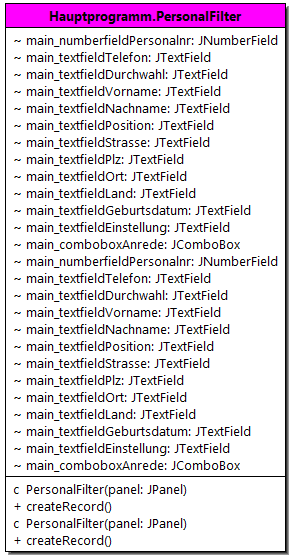 Hauptprogramm.PersonalFilter
~ main_numberfieldPersonalnr: JNumberField
~ main_textfieldTelefon: JTextField
~ main_textfieldDurchwahl: JTextField
~ main_textfieldVorname: JTextField
~ main_textfieldNachname: JTextField
~ main_textfieldPosition: JTextField
~ main_textfieldStrasse: JTextField
~ main_textfieldPlz: JTextField
~ main_textfieldOrt: JTextField
~ main_textfieldLand: JTextField
~ main_textfieldGeburtsdatum: JTextField
~ main_textfieldEinstellung: JTextField
~ main_comboboxAnrede: JComboBox
~ main_numberfieldPersonalnr: JNumberField
~ main_textfieldTelefon: JTextField
~ main_textfieldDurchwahl: JTextField
~ main_textfieldVorname: JTextField
~ main_textfieldNachname: JTextField
~ main_textfieldPosition: JTextField
~ main_textfieldStrasse: JTextField
~ main_textfieldPlz: JTextField
~ main_textfieldOrt: JTextField
~ main_textfieldLand: JTextField
~ main_textfieldGeburtsdatum: JTextField
~ main_textfieldEinstellung: JTextField
~ main_comboboxAnrede: JComboBox
c PersonalFilter(panel: JPanel)
+ createRecord()
c PersonalFilter(panel: JPanel)
+ createRecord()